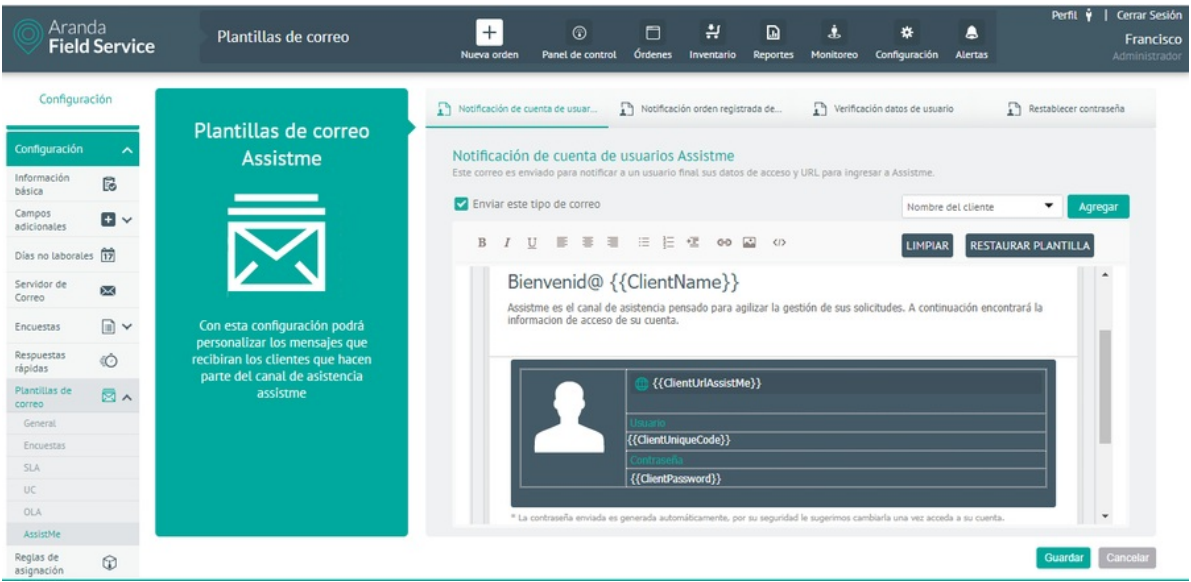 Aranda
Field Service
Plantillas de correo
Nueva orden
Panel de control
Órdenes
Inventario
Reportes
Monitoreo
Configuración
Alertas
Perfil | Cerrar Sesión
Francisco
Administrador
Configuración
Configuración
Información
básica
Campos
adicionales
Días no laborales
17
Servidor de
Correo
Encuestas
Respuestas
rápidas
Plantillas de
correo
General
Encuestas
SLA
UC
OLA
AssistMe
Reglas de
asignación
Plantillas de correo
Assistme
Con esta configuración podrá
personalizar los mensajes que
recibiran los clientes que hacen
parte del canal de asistencia
assistme
Notificación de cuenta de usuar...
Notificación orden registrada de...
Verificación datos de usuario
Restablecer contraseña
Notificación de cuenta de usuarios Assistme
Este correo es enviado para notificar a un usuario final sus datos de acceso y URL para ingresar a Assistme.
Enviar este tipo de correo
Nombre del cliente
Agregar
B I U
LIMPIAR
RESTAURAR PLANTILLA
Bienvenid@ {{ClientName}}
Assistme es el canal de asistencia pensado para agilizar la gestión de sus solicitudes. A continuación encontrará la
informacion de acceso de su cuenta.
{{ClientUrlAssistMe}}
Usuario
{{ClientUniqueCode}}
Contraseña
{{ClientPassword}}
* La contraseña enviada es generada automáticamente, por su seguridad le sugerimos cambiarla una vez acceda a su cuenta.
Guardar
Cancelar